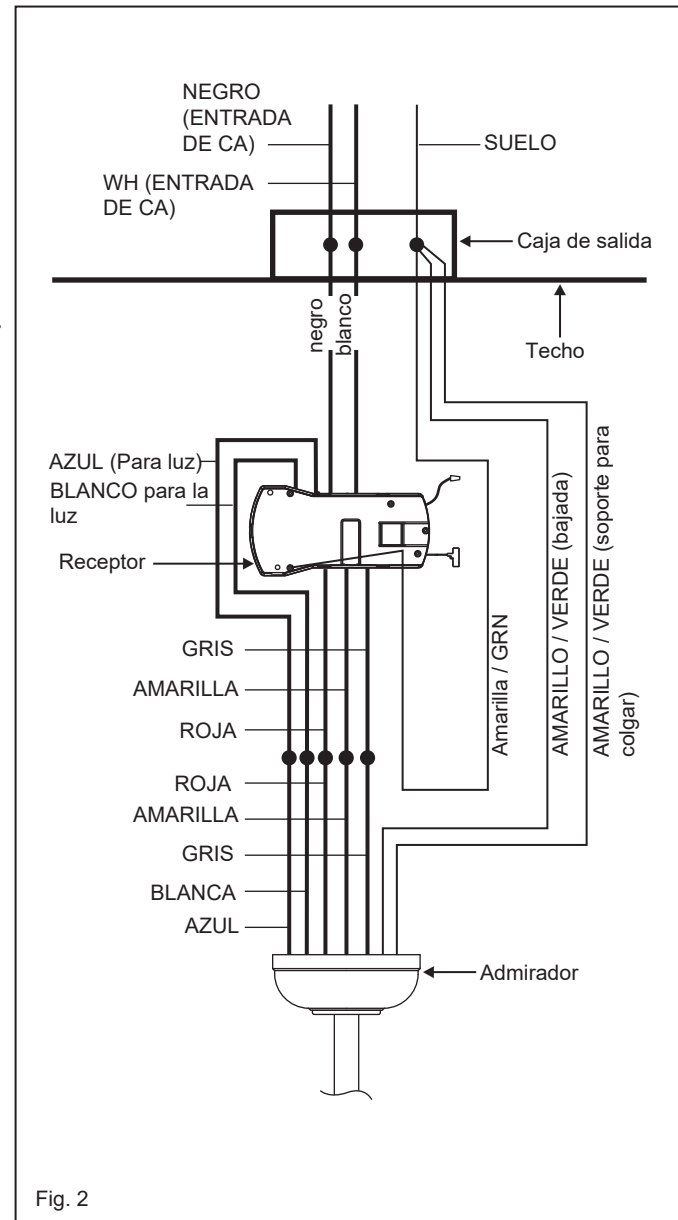 NEGRO
(ENTRADA
DE CA)
SUELO
WH (ENTRADA
DE CA)
Caja de salida
negro
blanco
Techo
AZUL (Para luz)
BLANCO para la
luz
Receptor
GRIS
AMARILLA
ROJA
ROJA
AMARILLA
GRIS
BLANCA
AZUL
Amarilla / GRN
AMARILLO / VERDE (bajada)
AMARILLO / VERDE (soporte para
colgar)
Admirador
Fig. 2